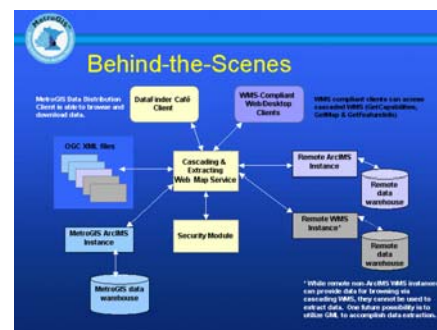 MetroGIS
Behind-the-Scenes
MetroGIS Data Distribution
Client is able to browse and
download data.
DataFinder Café
Client
WMS-Compliant
Web/Desktop
Clients
WMS compliant clients can access
cascaded WMS (GetCapabilities,
GetMap & GetFeatureInfo)
OGC XML files
Cascading &
Extracting
Web Map Service
Remote ArcIMS
Instance
Remote
data
warehouse
MetroGIS ArcIMS
Instance
Security Module
Remote WMS
Instance*
Remote
data
warehouse
MetroGIS data
warehouse
* While remote non-ArcIMS WMS instances
can provide data for browsing via
cascading WMS, they cannot be used to
extract data. One future possibility is to
utilize GML to accomplish data extraction.